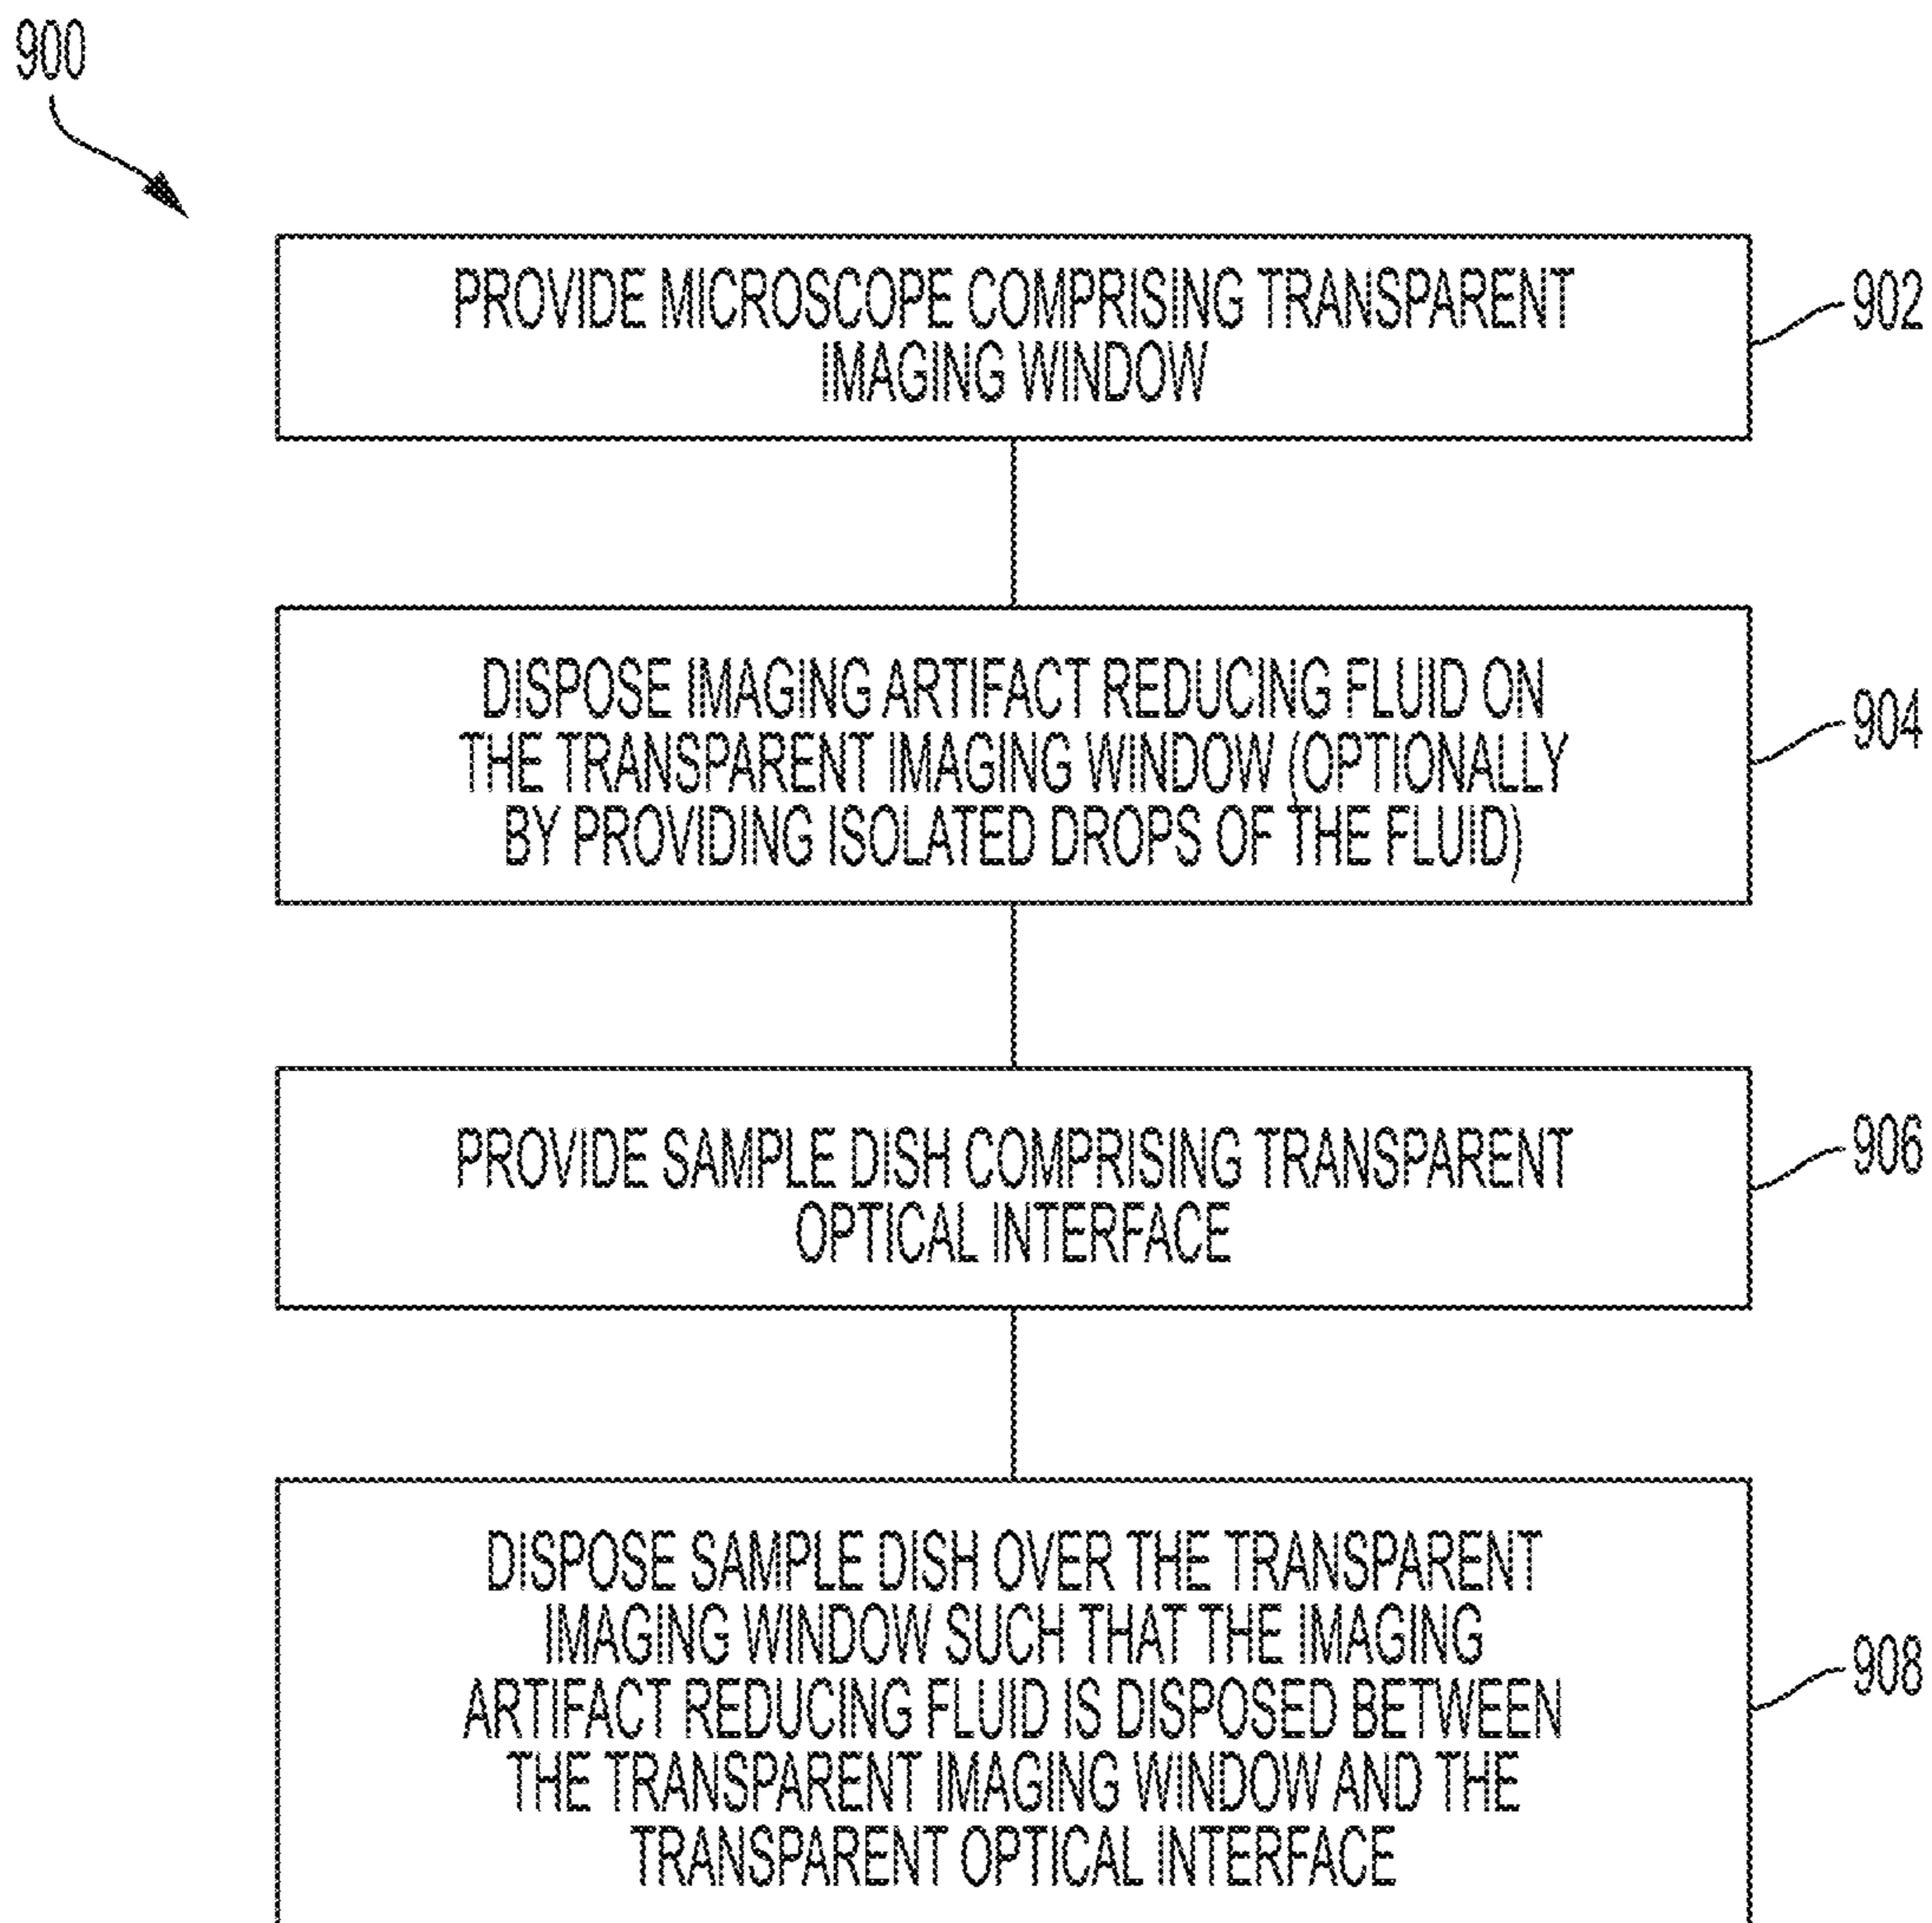 900
PROVIDE MICROSCOPE COMPRISING TRANSPARENT
IMAGING WINDOW
902
DISPOSE IMAGING ARTIFACT REDUCING FLUID ON
THE TRANSPARENT IMAGING WINDOW (OPTIONALLY
BY PROVIDING ISOLATED DROPS OF THE FLUID)
904
PROVIDE SAMPLE DISH COMPRISING TRANSPARENT
OPTICAL INTERFACE
906
DISPOSE SAMPLE DISH OVER THE TRANSPARENT
IMAGING WINDOW SUCH THAT THE IMAGING
ARTIFACT REDUCING FLUID IS DISPOSED BETWEEN
THE TRANSPARENT IMAGING WINDOW AND THE
TRANSPARENT OPTICAL INTERFACE
908